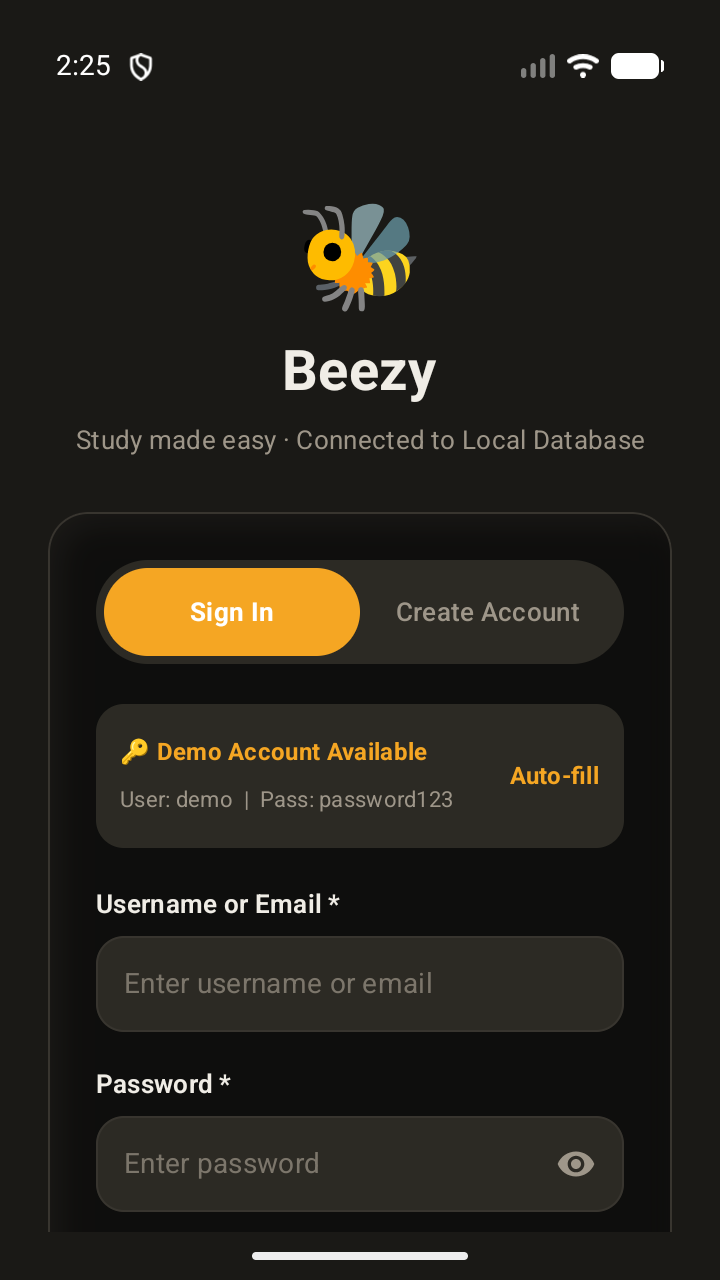 2:25
Beezy
Study made easy · Connected to Local Database
Sign In
Create Account
🔑 Demo Account Available
User: demo | Pass: password123
Auto-fill
Username or Email *
Enter username or email
Password *
Enter password